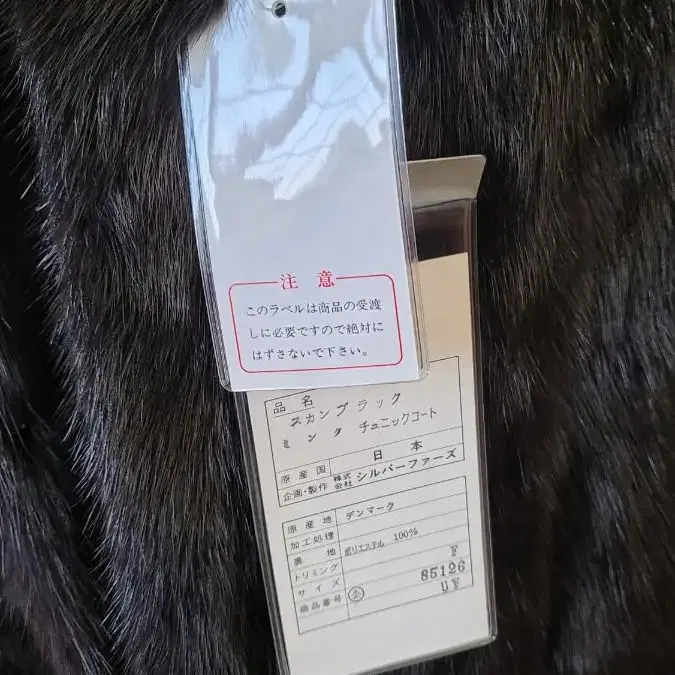 注 意
このラベルは商品の受渡
しに必要ですので絶対に
はずさないで下さい。
品 名 スカンブラック
ミンク チュニックコート
原産国 日本
企画・製作 株式会社 シルバーファーズ
原産地 デンマーク
加工処理
裏地 ポリエステル 100%
トリミング
サイズ F
商品番号 企 85126
UF